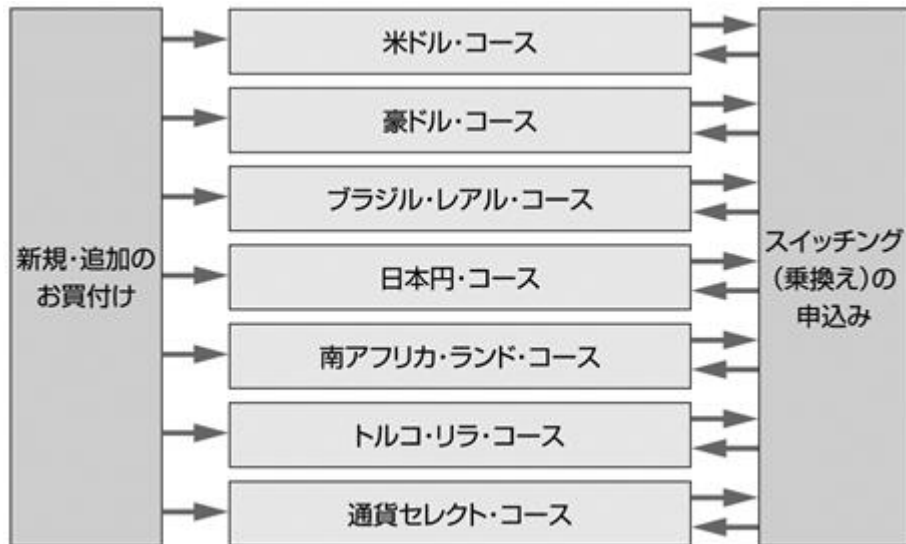 新規・追加の
お買付け
米ドル・コース
豪ドル・コース
ブラジル・レアル・コース
日本円・コース
南アフリカ・ランド・コース
トルコ・リラ・コース
通貨セレクト・コース
スイッチング
(乗換え)の
申込み